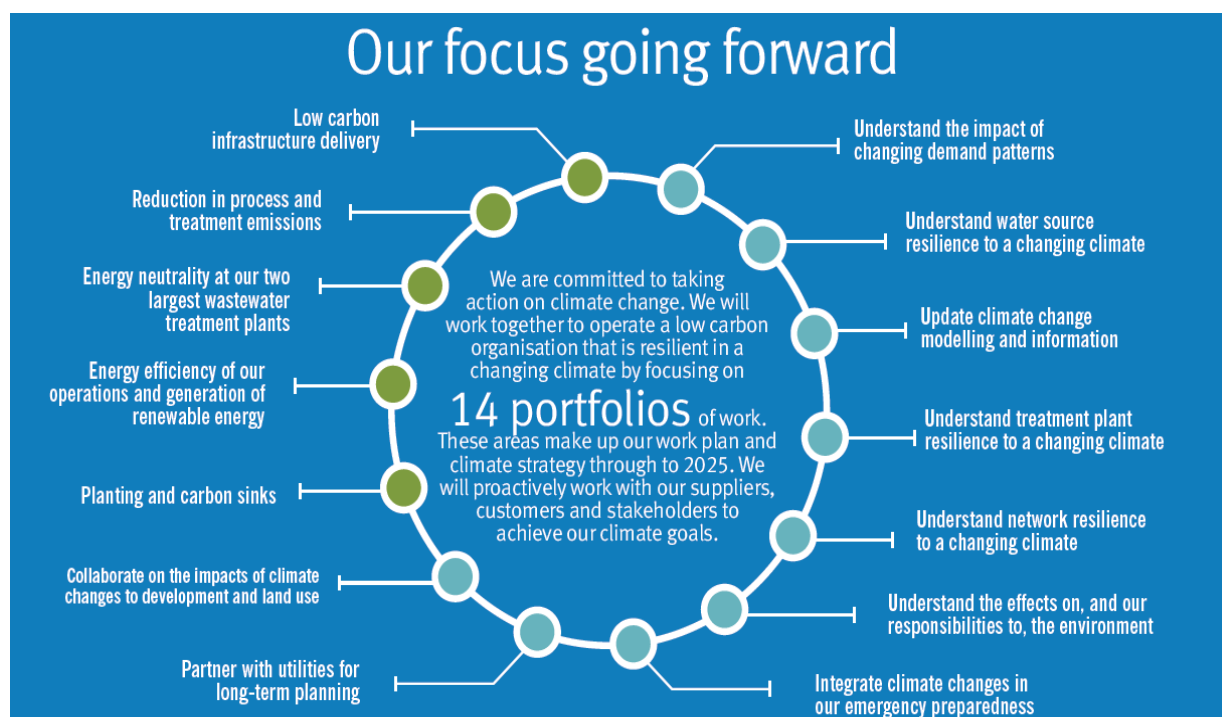 Our focus going forward
Low carbon
infrastructure delivery
Reduction in process and
treatment emissions
Energy neutrality at our two
largest wastewater
treatment plants
Energy efficiency of our
operations and generation of
renewable energy
Planting and carbon sinks
Collaborate on the impacts of climate
changes to development and land use
Partner with utilities for
long-term planning
We are committed to taking
action on climate change. We will
work together to operate a low carbon
organisation that is resilient in a
changing climate by focusing on
14 portfolios of work.
These areas make up our work plan and
climate strategy through to 2025. We
will proactively work with our suppliers,
customers and stakeholders to
achieve our climate goals.
Understand the impact of
changing demand patterns
Understand water source
resilience to a changing climate
Update climate change
modelling and information
Understand treatment plant
resilience to a changing climate
Understand network resilience
to a changing climate
Understand the effects on, and our
responsibilities to, the environment
Integrate climate changes in
our emergency preparedness